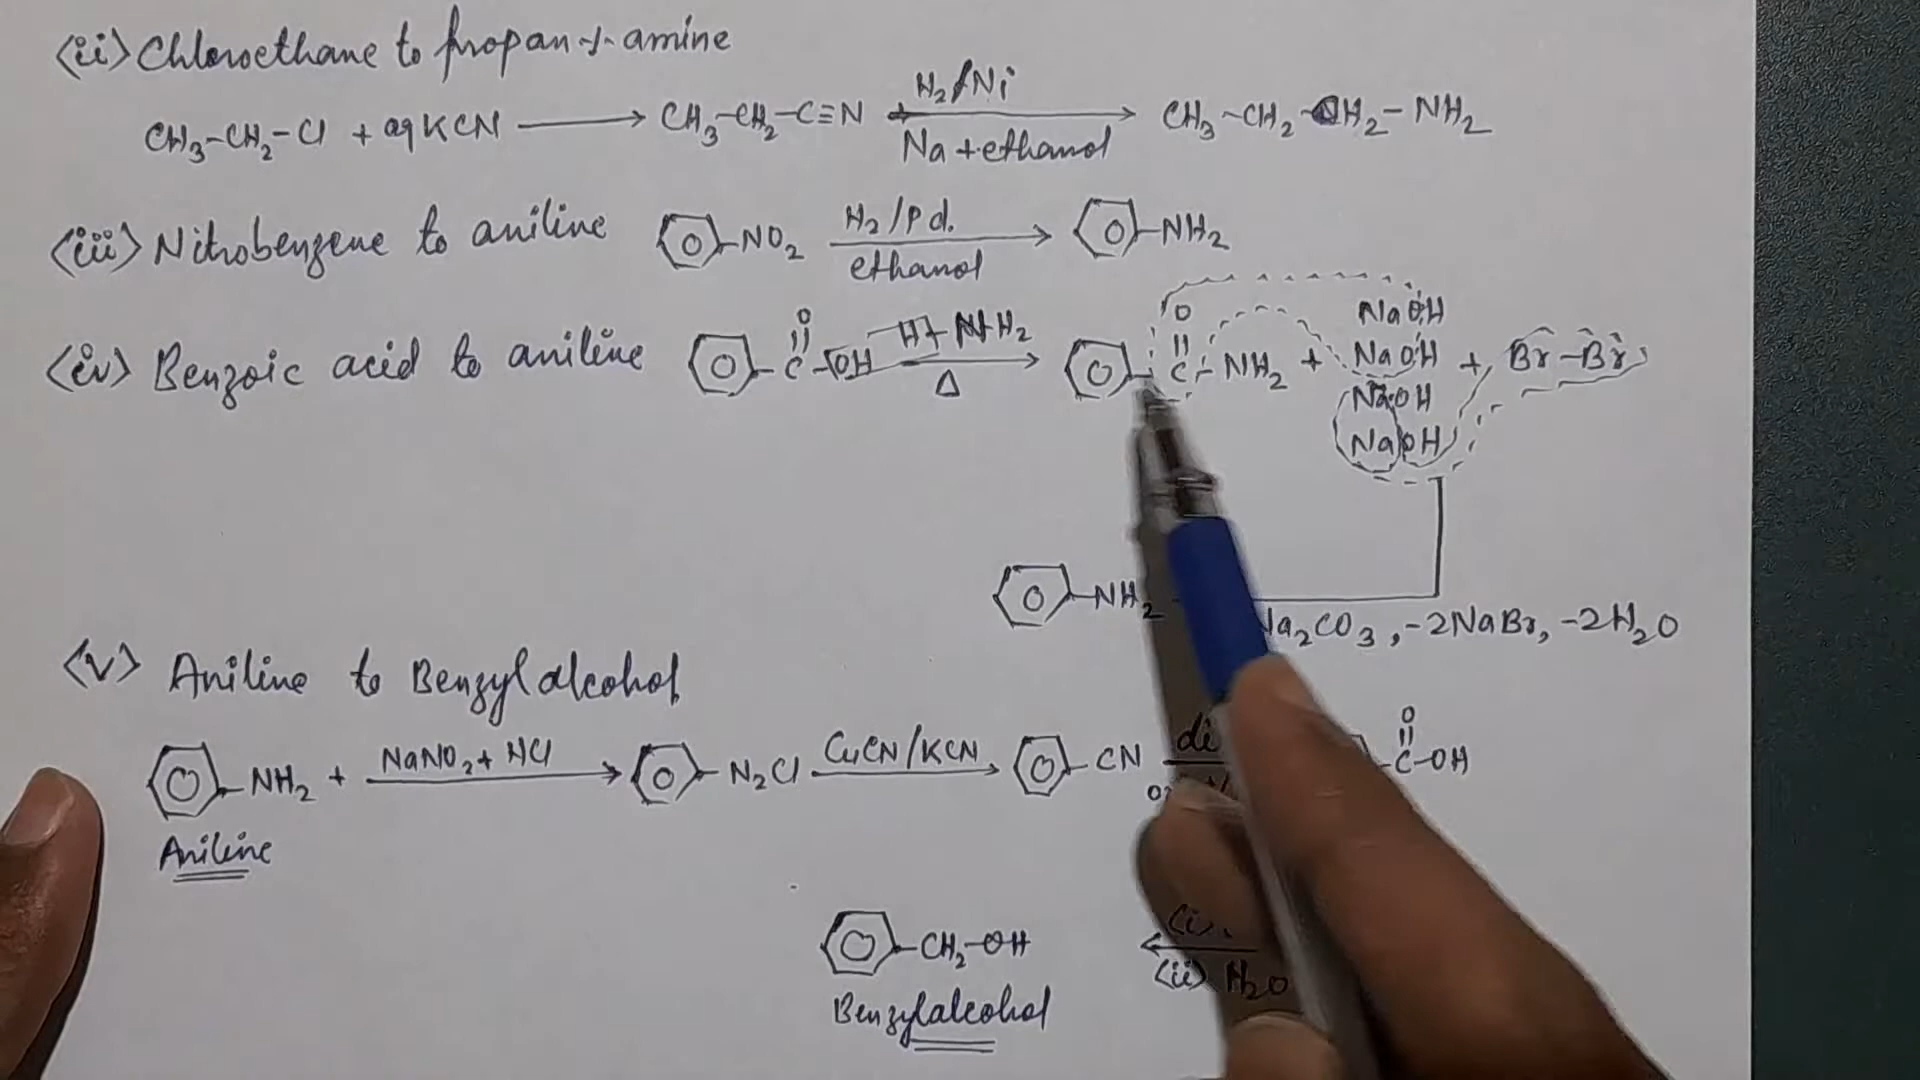 (ii) Chloroethane to propan-1-amine
CH3-CH2-Cl + aq KCN → CH3-CH2-C≡N H2/Ni Na + ethanol → CH3-CH2-CH2-NH2
(iii) Nitrobenzene to aniline NO2 H2/Pd. ethanol → NH2
(iv) Benzoic acid to aniline O C-OH H+NH2 Δ → O C-NH2 + NaOH NaOH NaOH NaOH + Br-Br
NH2 Na2CO3, -2NaBr, -2H2O
(v) Aniline to Benzylalcohol
NH2 + NaNO2 + HCl → N2Cl CuCN/KCN → CN di O C-OH
Aniline
CH2-OH ← (i). (ii) H2O
Benzylalcohol